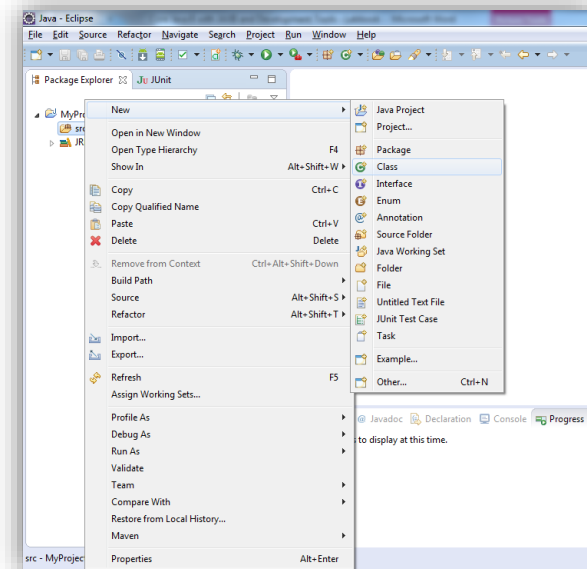 Java - Eclipse
File Edit Source Refactor Navigate Search Project Run Window Help
Package Explorer JUnit
MyPro
src
JR
New
Open in New Window
Open Type Hierarchy F4
Show In Alt+Shift+W
Copy Ctrl+C
Copy Qualified Name
Paste Ctrl+V
Delete Delete
Remove from Context Ctrl+Alt+Shift+Down
Build Path
Source Alt+Shift+S
Refactor Alt+Shift+T
Import...
Export...
Refresh F5
Assign Working Sets...
Profile As
Debug As
Run As
Validate
Team
Compare With
Restore from Local History...
Maven
Properties Alt+Enter
Java Project
Project...
Package
Class
Interface
Enum
Annotation
Source Folder
Java Working Set
Folder
File
Untitled Text File
JUnit Test Case
Task
Example...
Other... Ctrl+N
@ Javadoc Declaration Console Progress
to display at this time.
src - MyProject